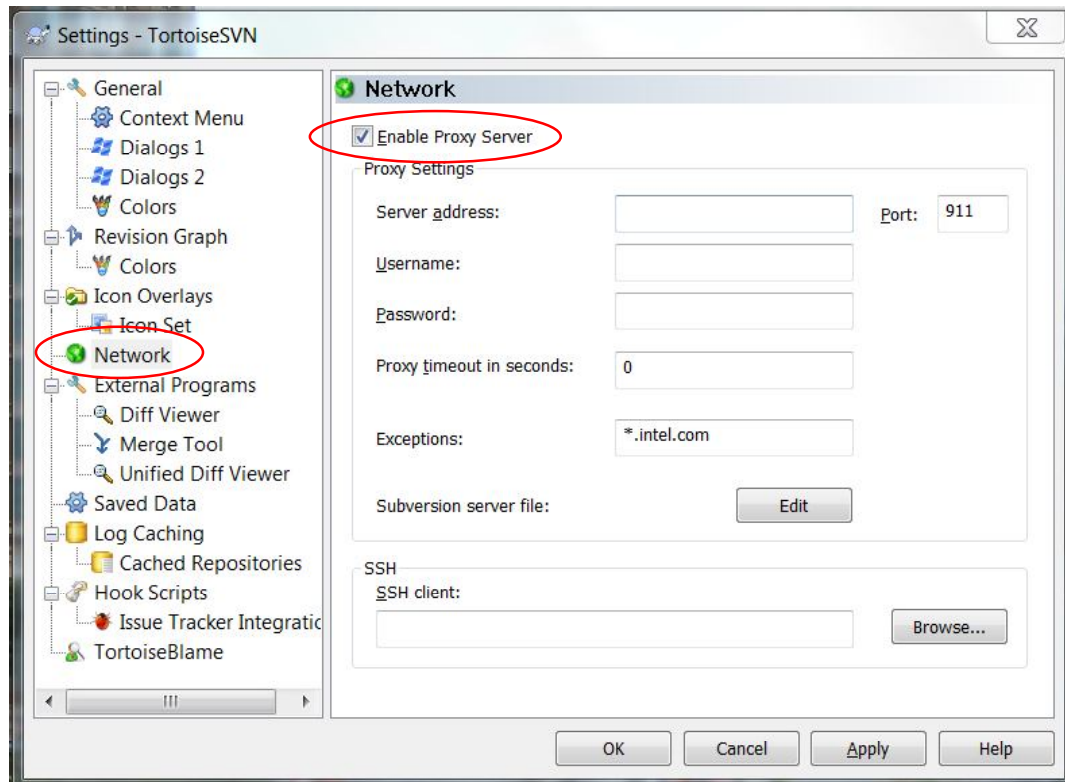 Settings - TortoiseSVN
General
Context Menu
Dialogs 1
Dialogs 2
Colors
Revision Graph
Colors
Icon Overlays
Icon Set
Network
External Programs
Diff Viewer
Merge Tool
Unified Diff Viewer
Saved Data
Log Caching
Cached Repositories
Hook Scripts
Issue Tracker Integratic
TortoiseBlame
Network
Enable Proxy Server
Proxy Settings
Server address: Port: 911
Username:
Password:
Proxy timeout in seconds: 0
Exceptions: *.intel.com
Subversion server file: Edit
SSH
SSH client:
Browse...
OK Cancel Apply Help